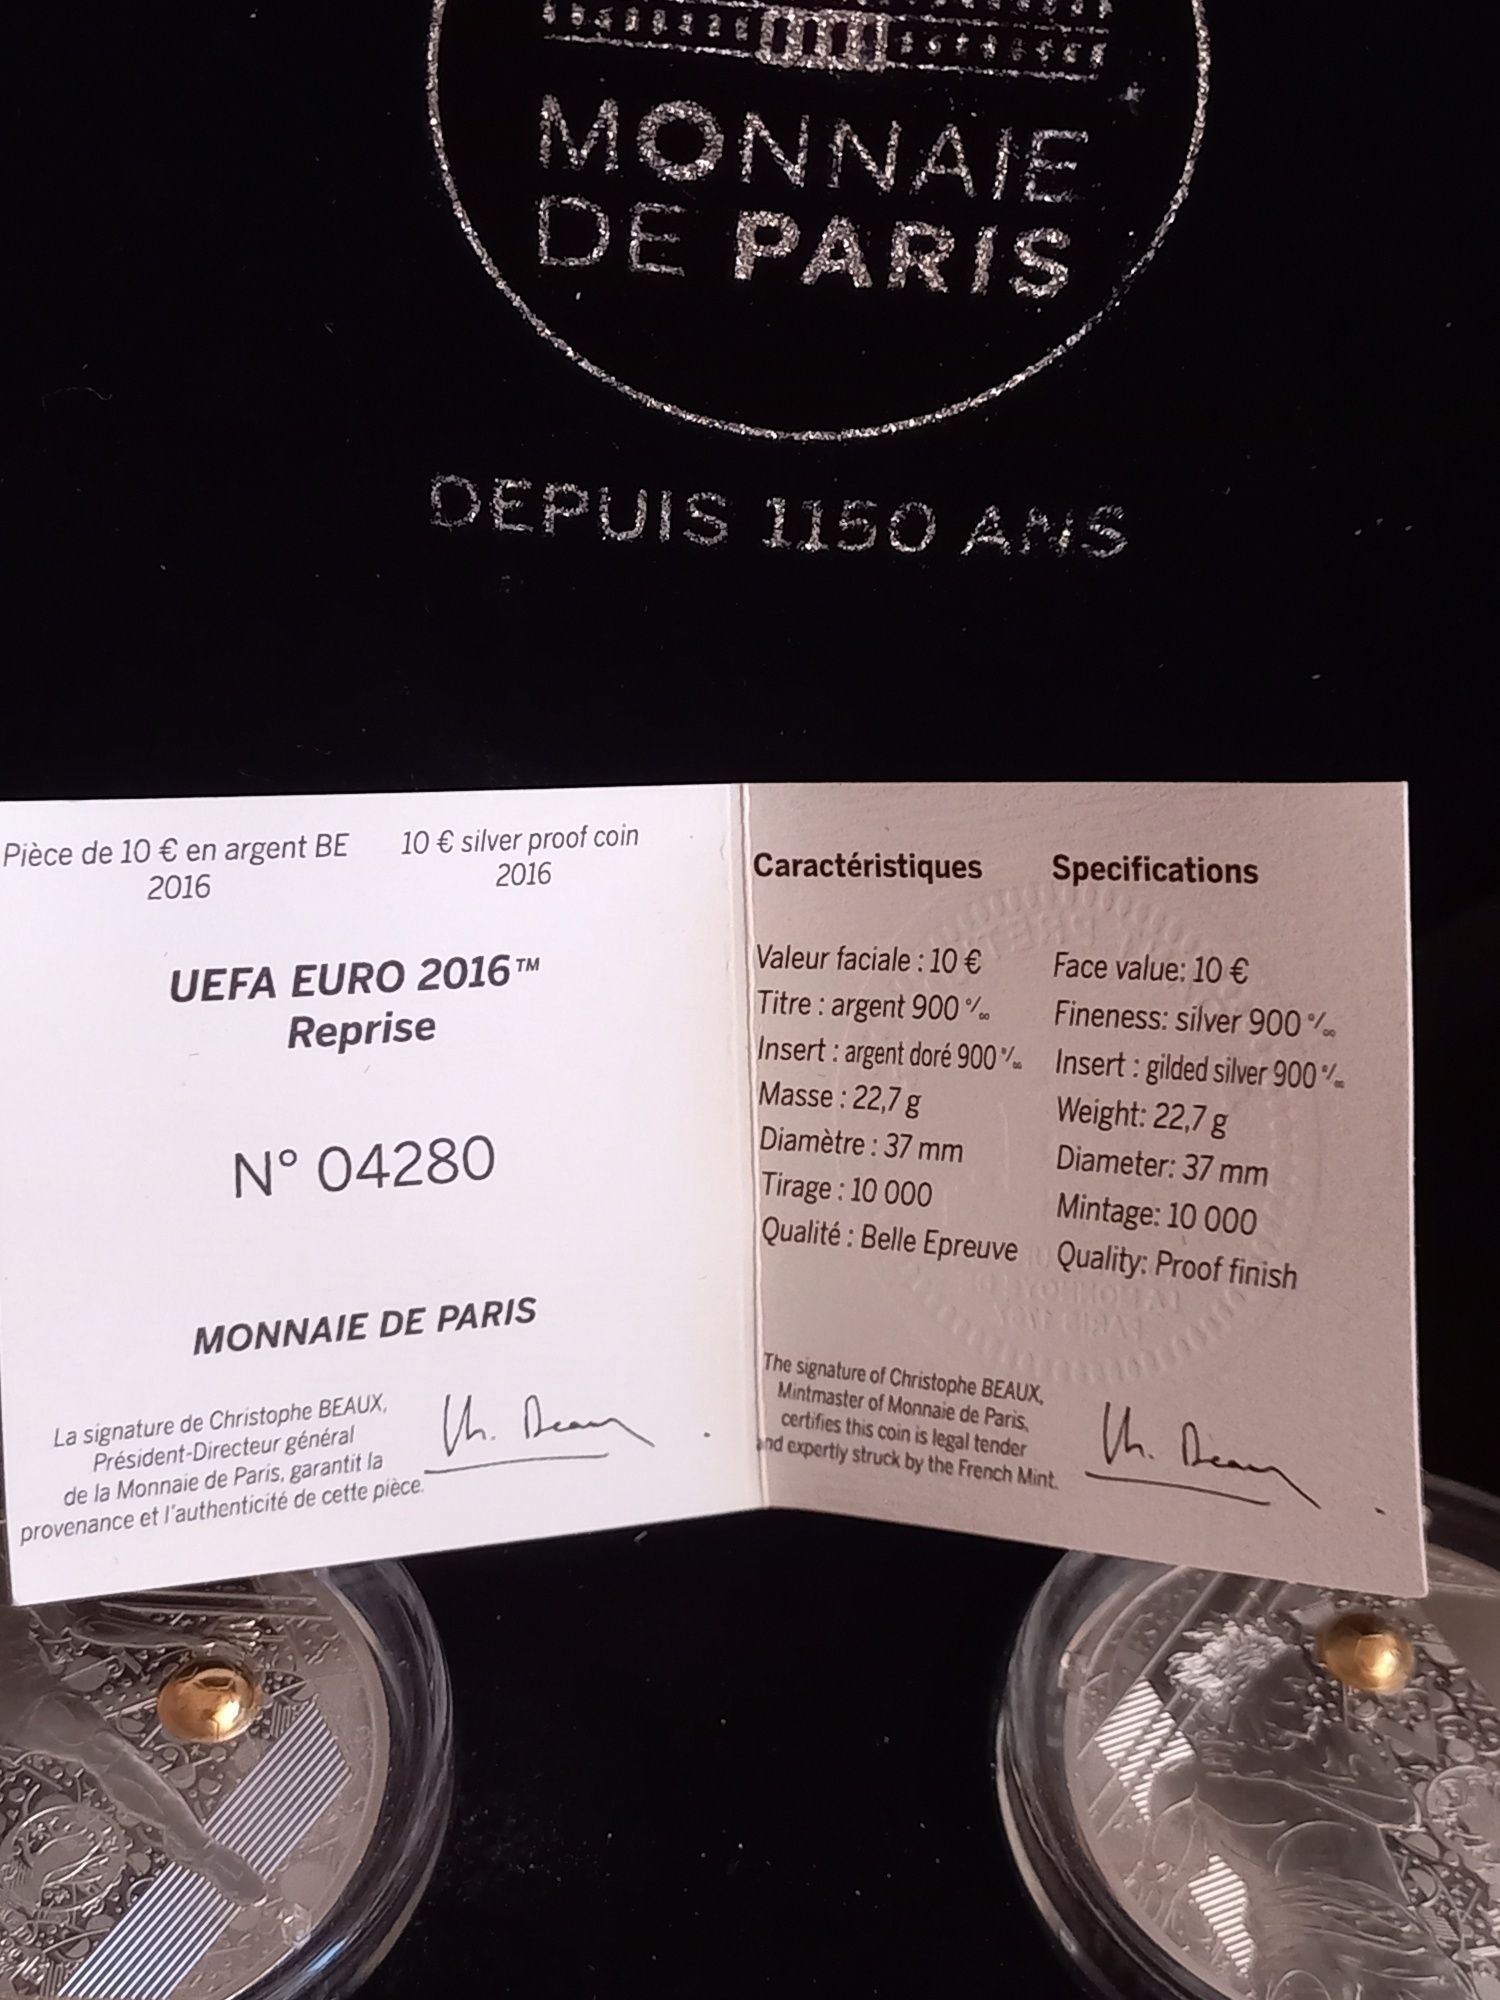 MONNAIE
DE PARIS
DEPUIS 1150 ANS
Pièce de 10 € en argent BE
2016
10 € silver proof coin
2016
UEFA EURO 2016™
Reprise
N° 04280
MONNAIE DE PARIS
La signature de Christophe BEAUX,
Président-Directeur général
de la Monnaie de Paris, garantit la
provenance et l'authenticité de cette pièce.
Ch. Beaux
Caractéristiques
Valeur faciale : 10 €
Titre : argent 900 ‰
Insert : argent doré 900 ‰
Masse : 22,7 g
Diamètre : 37 mm
Tirage : 10 000
Qualité : Belle Epreuve
Specifications
Face value: 10 €
Fineness: silver 900 ‰
Insert : gilded silver 900 ‰
Weight: 22,7 g
Diameter: 37 mm
Mintage: 10 000
Quality: Proof finish
The signature of Christophe BEAUX,
Mintmaster of Monnaie de Paris,
certifies this coin is legal tender
and expertly struck by the French Mint.
Ch. Beaux